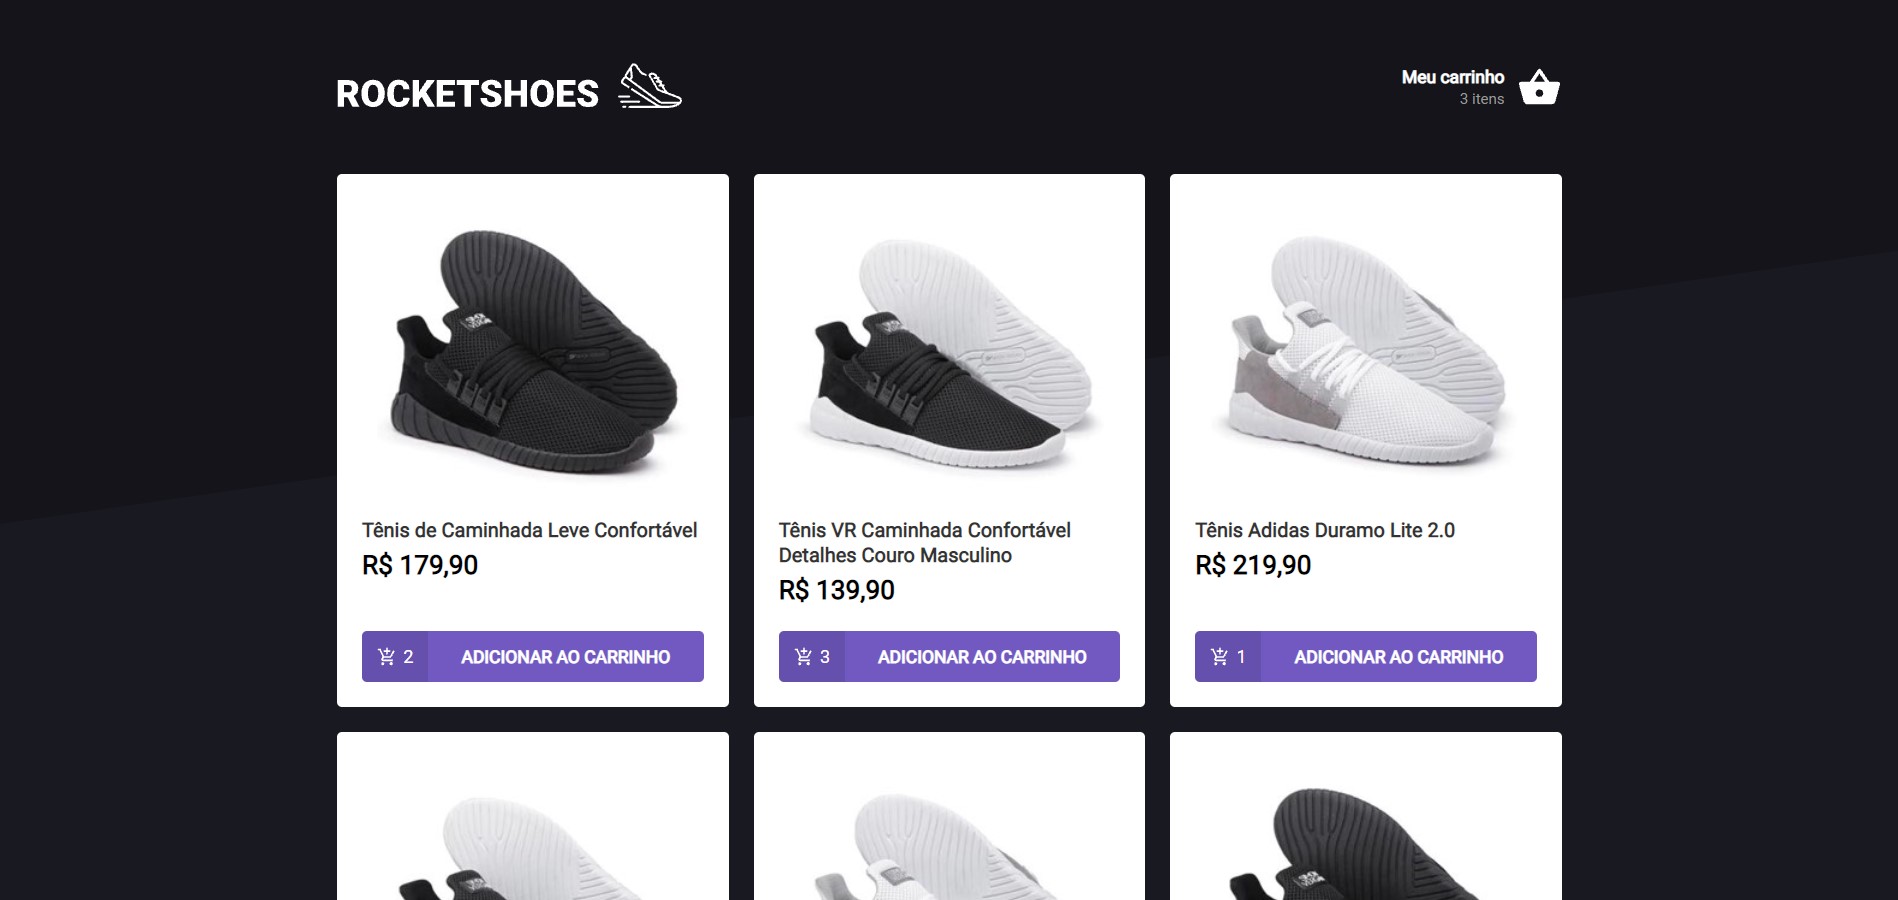 ROCKETSHOES
Meu carrinho
3 itens
Tênis de Caminhada Leve Confortável
R$ 179,90
2 ADICIONAR AO CARRINHO
Tênis VR Caminhada Confortável
Detalhes Couro Masculino
R$ 139,90
3 ADICIONAR AO CARRINHO
Tênis Adidas Duramo Lite 2.0
R$ 219,90
1 ADICIONAR AO CARRINHO